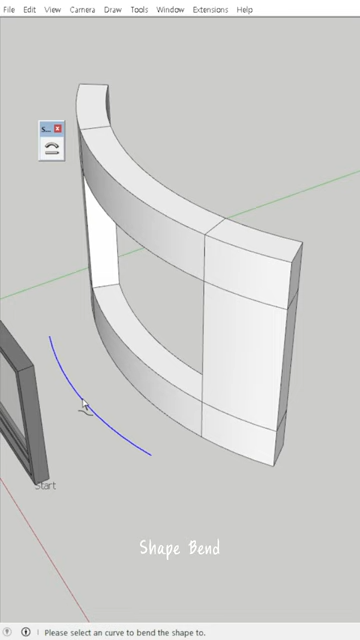 File Edit View Camera Draw Tools Window Extensions Help
S...
Start
Shape Bend
Please select an curve to bend the shape to.